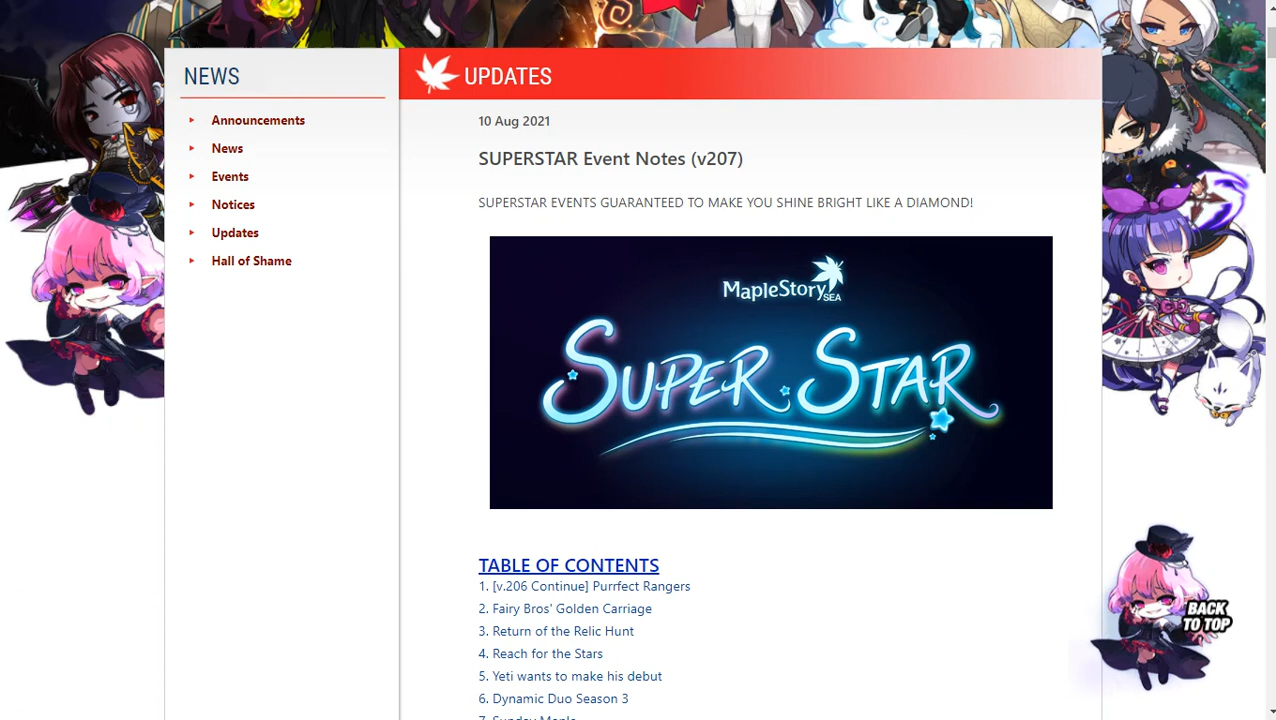 NEWS
Announcements
News
Events
Notices
Updates
Hall of Shame
UPDATES
10 Aug 2021
SUPERSTAR Event Notes (v207)
SUPERSTAR EVENTS GUARANTEED TO MAKE YOU SHINE BRIGHT LIKE A DIAMOND!
MapleStory SEA
SUPER STAR
TABLE OF CONTENTS
1. [v.206 Continue] Purrfect Rangers
2. Fairy Bros' Golden Carriage
3. Return of the Relic Hunt
4. Reach for the Stars
5. Yeti wants to make his debut
6. Dynamic Duo Season 3
7. Sunday Maple
BACK
TO TOP